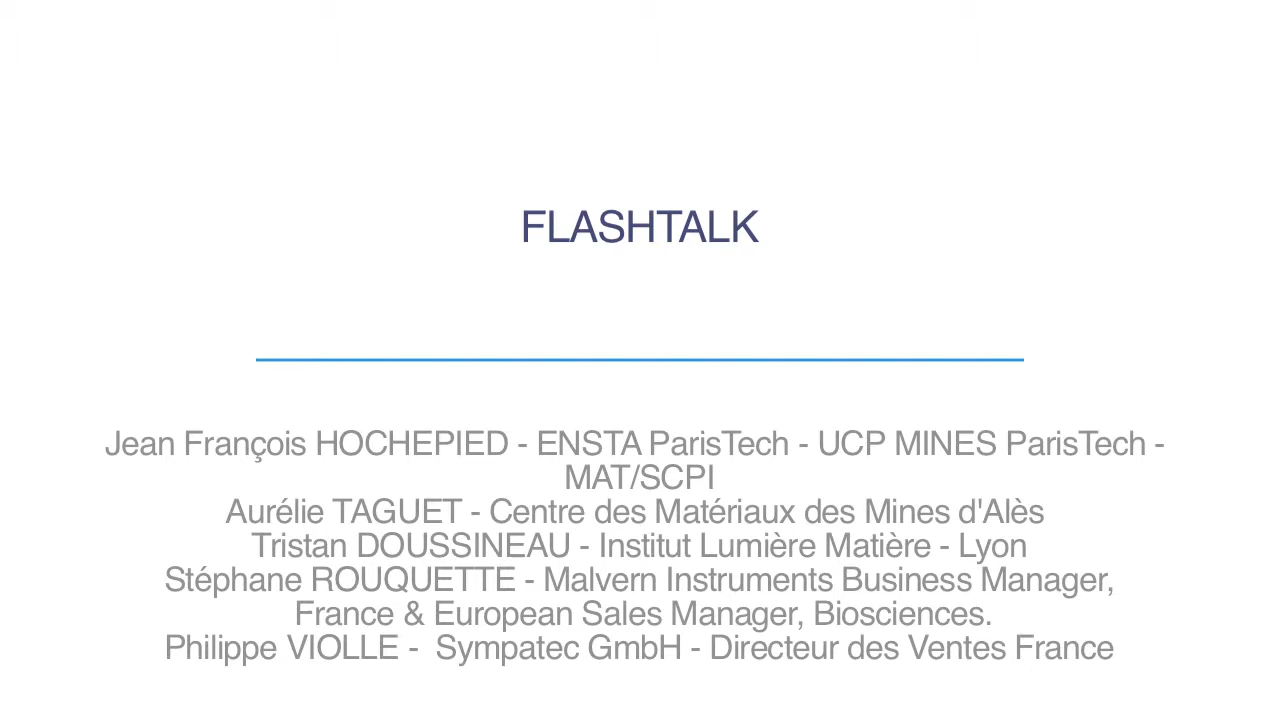 FLASHTALK
Jean François HOCHEPIED - ENSTA ParisTech - UCP MINES ParisTech -
MAT/SCPI
Aurélie TAGUET - Centre des Matériaux des Mines d'Alès
Tristan DOUSSINEAU - Institut Lumière Matière - Lyon
Stéphane ROUQUETTE - Malvern Instruments Business Manager,
France & European Sales Manager, Biosciences.
Philippe VIOLLE -  Sympatec GmbH - Directeur des Ventes France